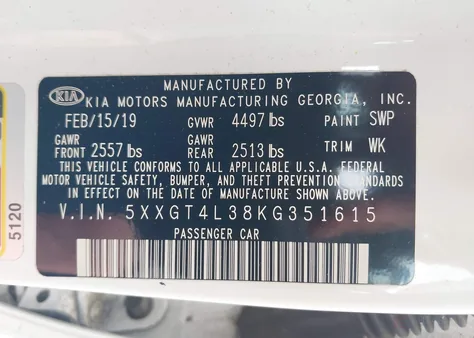 MANUFACTURED BY
KIA KIA MOTORS MANUFACTURING GEORGIA, INC.
FEB/15/19 GVWR 4497 lbs PAINT SWP
GAWR FRONT 2557 lbs GAWR REAR 2513 lbs TRIM WK
THIS VEHICLE CONFORMS TO ALL APPLICABLE U.S.A. FEDERAL
MOTOR VEHICLE SAFETY, BUMPER, AND THEFT PREVENTION STANDARDS
IN EFFECT ON THE DATE OF MANUFACTURE SHOWN ABOVE.
V.I.N. 5XXGT4L38KG351615
PASSENGER CAR
5120